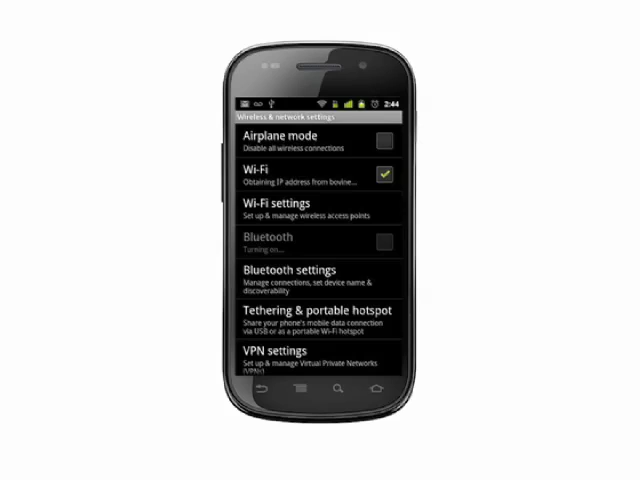 2:44
Wireless & network settings
Airplane mode
Disable all wireless connections
Wi-Fi
Obtaining IP address from bovine...
Wi-Fi settings
Set up & manage wireless access points
Bluetooth
Turning on...
Bluetooth settings
Manage connections, set device name &
discoverability
Tethering & portable hotspot
Share your phone's mobile data connection
via USB or as a portable Wi-Fi hotspot
VPN settings
Set up & manage Virtual Private Networks
(VPNs)